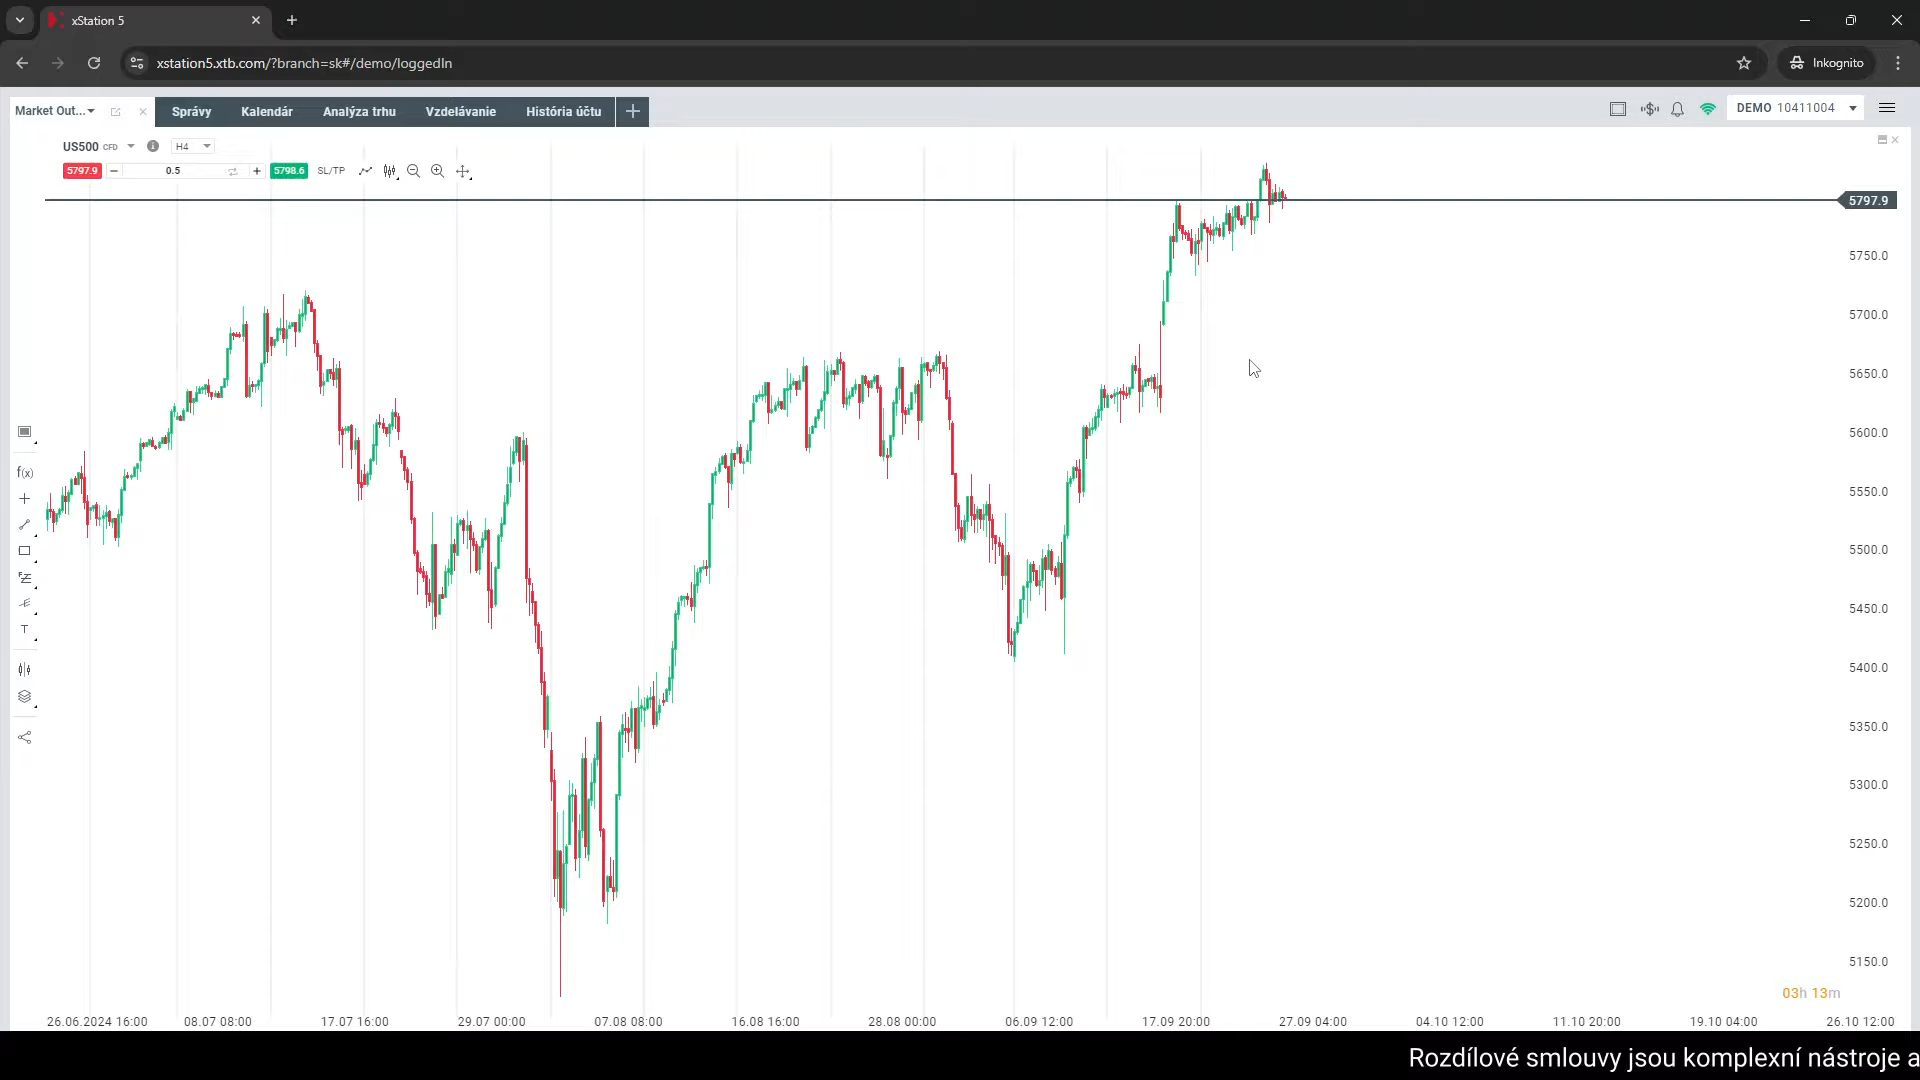 xStation 5
xstation5.xtb.com/?branch=sk#/demo/loggedIn
Inkognito
Market Out...
Správy
Kalendár
Analýza trhu
Vzdelávanie
História účtu
DEMO 10411004
US500 CFD
H4
5797.9
0.5
5798.6
SL/TP
5797.9
5750.0
5700.0
5650.0
5600.0
5550.0
5500.0
5450.0
5400.0
5350.0
5300.0
5250.0
5200.0
5150.0
f(x)
T
03h 13m
26.06.2024 16:00
08.07 08:00
17.07 16:00
29.07 00:00
07.08 08:00
16.08 16:00
28.08 00:00
06.09 12:00
17.09 20:00
27.09 04:00
04.10 12:00
11.10 20:00
19.10 04:00
26.10 12:00
Rozdílové smlouvy jsou komplexní nástroje a